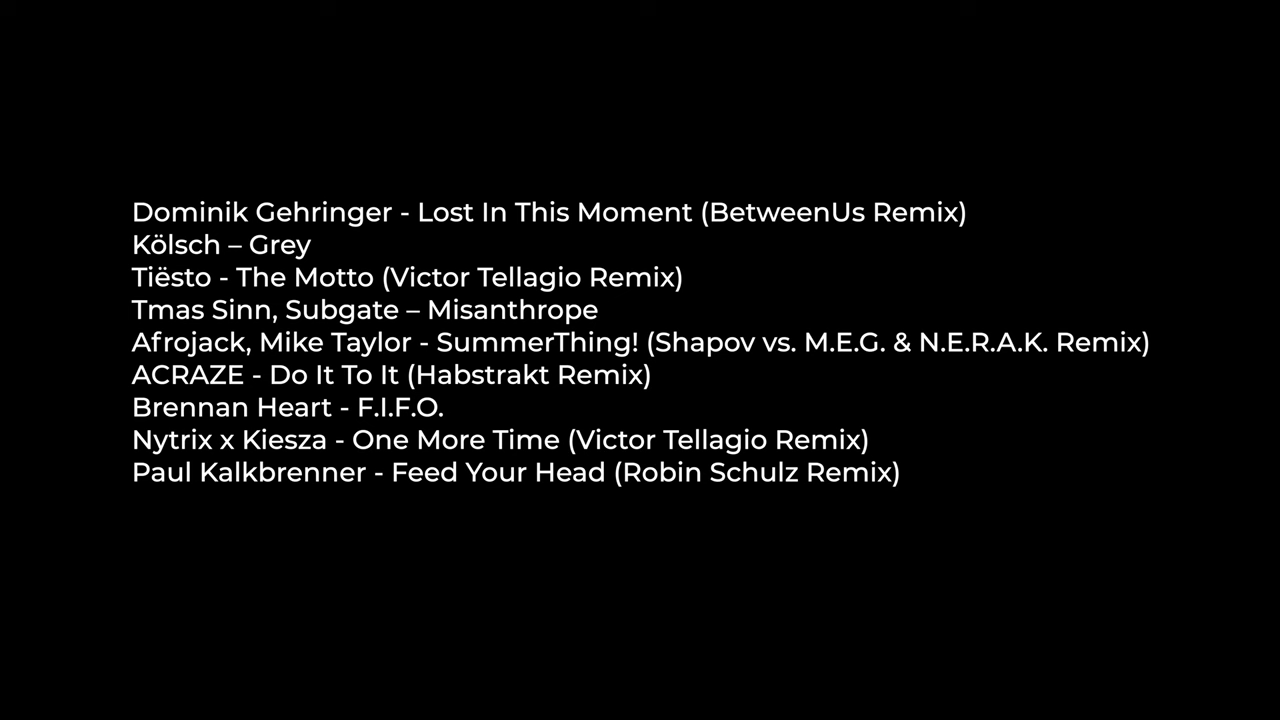 Dominik Gehringer - Lost In This Moment (BetweenUs Remix)
Kölsch – Grey
Tiësto - The Motto (Victor Tellagio Remix)
Tmas Sinn, Subgate – Misanthrope
Afrojack, Mike Taylor - SummerThing! (Shapov vs. M.E.G. & N.E.R.A.K. Remix)
ACRAZE - Do It To It (Habstrakt Remix)
Brennan Heart - F.I.F.O.
Nytrix x Kiesza - One More Time (Victor Tellagio Remix)
Paul Kalkbrenner - Feed Your Head (Robin Schulz Remix)